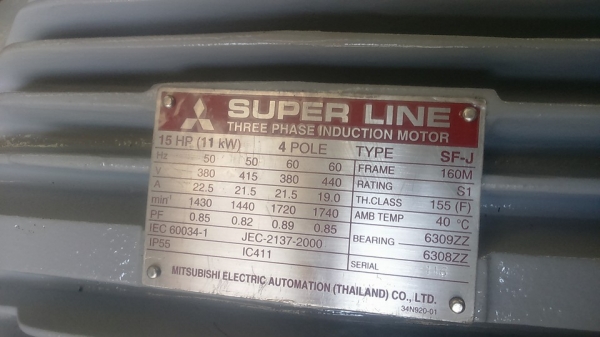 SUPER LINE
THREE PHASE INDUCTION MOTOR
15 HP (11 kW) 4 POLE TYPE SF-J
Hz 50 50 60 60 FRAME 160M
V 380 415 380 440 RATING S1
A 22.5 21.5 21.5 19.0 TH.CLASS 155 (F)
min-1 1430 1440 1720 1740 AMB TEMP 40 °C
PF 0.85 0.82 0.89 0.85 BEARING 6309ZZ
IEC 60034-1 JEC-2137-2000 6308ZZ
IP55 IC411 SERIAL
MITSUBISHI ELECTRIC AUTOMATION (THAILAND) CO., LTD.
34N920-01